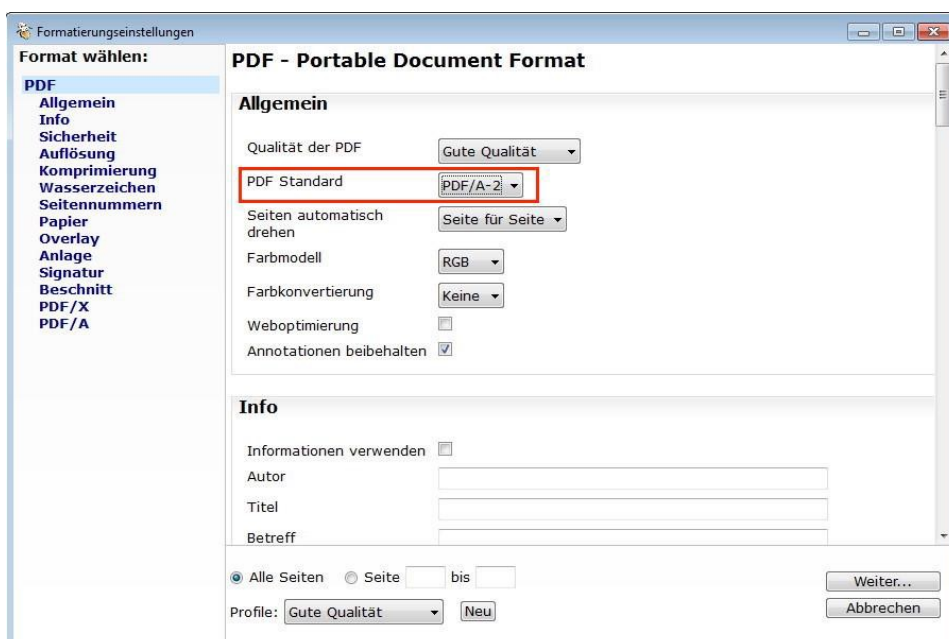 Formatierungseinstellungen
Format wählen:
PDF
Allgemein
Info
Sicherheit
Auflösung
Komprimierung
Wasserzeichen
Seitennummern
Papier
Overlay
Anlage
Signatur
Beschnitt
PDF/X
PDF/A
PDF - Portable Document Format
Allgemein
Qualität der PDF Gute Qualität
PDF Standard PDF/A-2
Seiten automatisch Seite für Seite
drehen
Farbmodell RGB
Farbkonvertierung Keine
Weboptimierung
Annotationen beibehalten
Info
Informationen verwenden
Autor
Titel
Betreff
Alle Seiten Seite bis
Profile: Gute Qualität Neu
Weiter...
Abbrechen